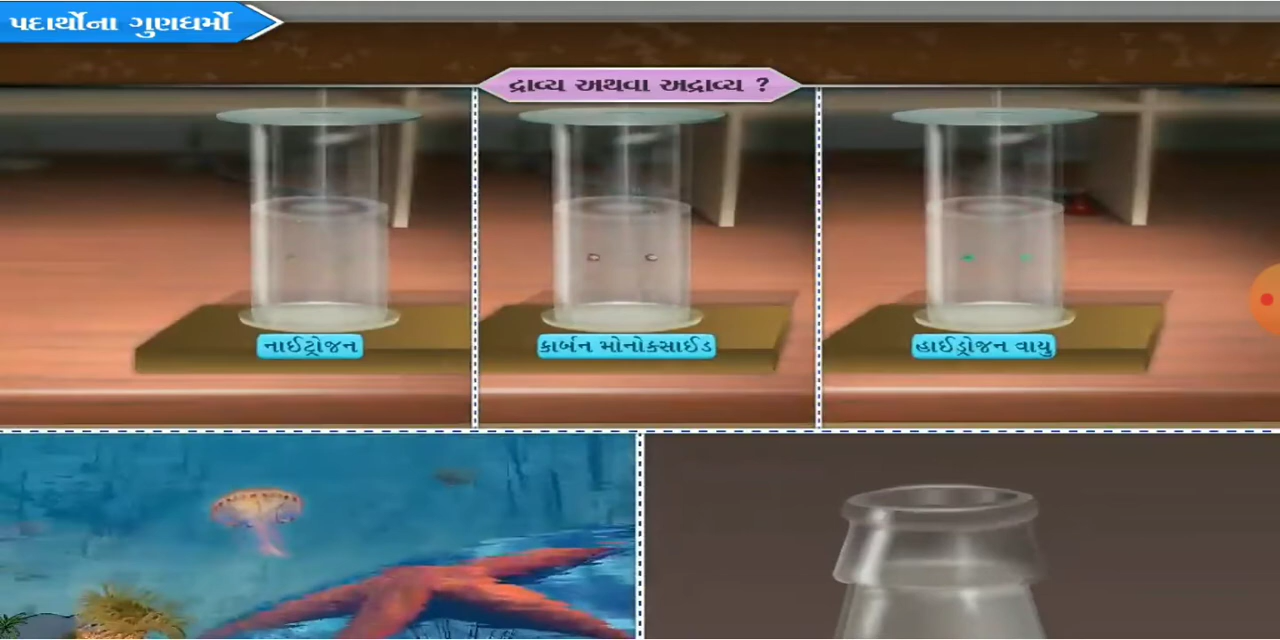 પદાર્થોના ગુણધર્મો
દ્રાવ્ય અથવા અદ્રાવ્ય ?
નાઈટ્રોજન
કાર્બન મોનોક્સાઈડ
હાઈડ્રોજન વાયુ